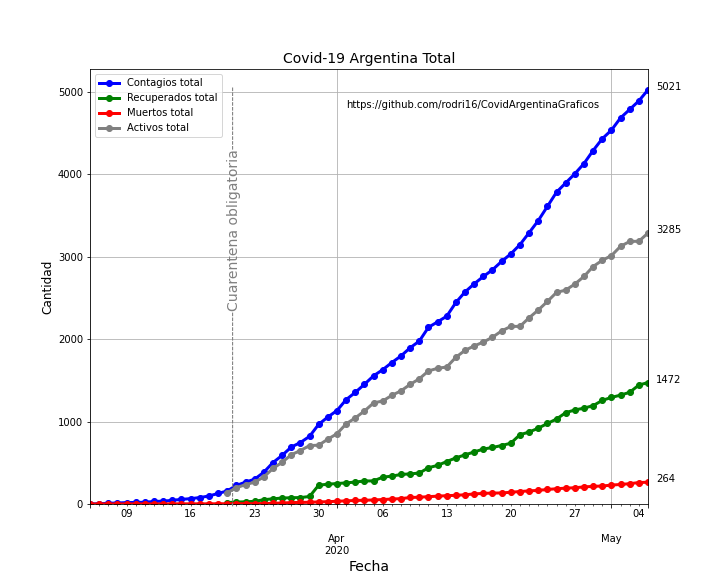 Covid-19 Argentina Total
Contagios total
Recuperados total
Muertos total
Activos total
https://github.com/rodri16/CovidArgentinaGraficos
Cuarentena obligatoria
Cantidad
5000
4000
3000
2000
1000
0
5021
3285
1472
264
09
16
23
30
06
13
20
27
04
Apr
2020
May
Fecha